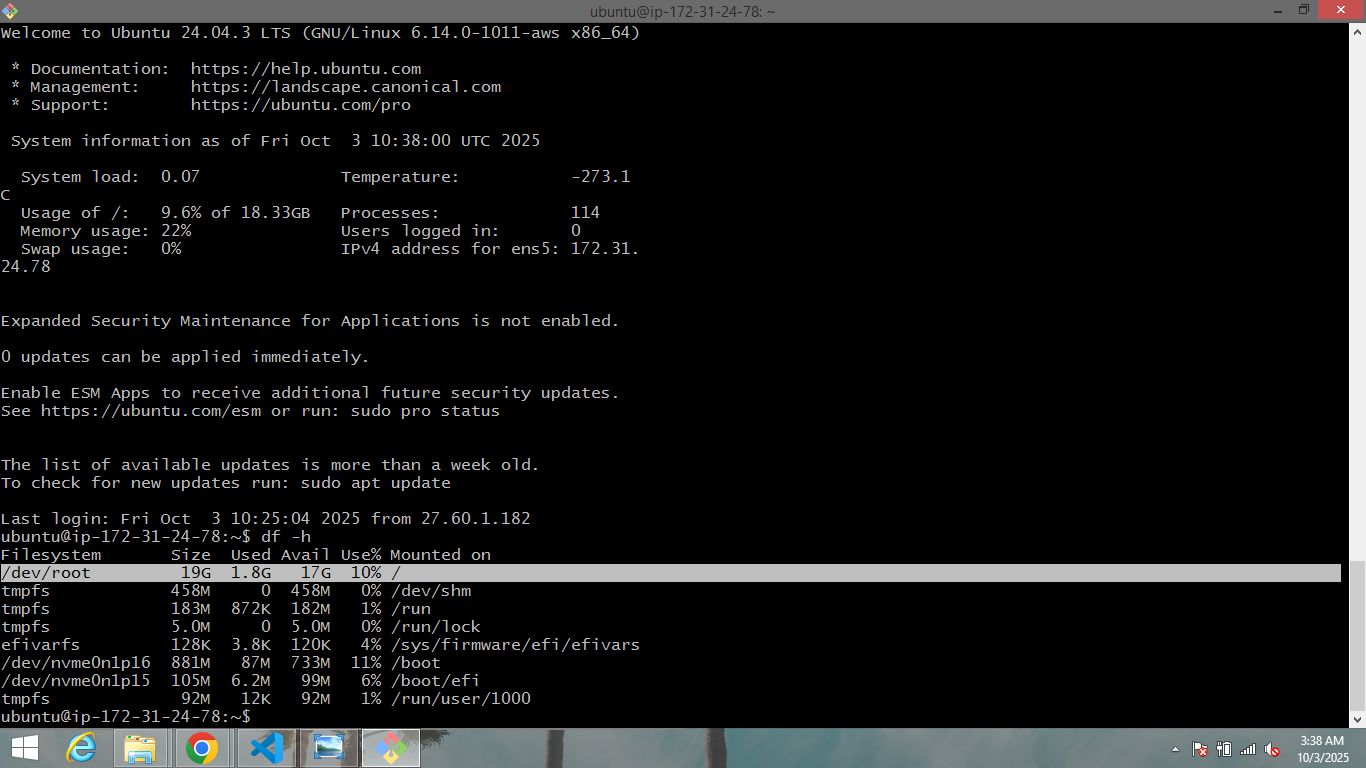 ubuntu@ip-172-31-24-78: ~
Welcome to Ubuntu 24.04.3 LTS (GNU/Linux 6.14.0-1011-aws x86_64)
* Documentation:  https://help.ubuntu.com
* Management:     https://landscape.canonical.com
* Support:        https://ubuntu.com/pro
System information as of Fri Oct  3 10:38:00 UTC 2025
System load:  0.07              Temperature:           -273.1
C
Usage of /:   9.6% of 18.33GB   Processes:             114
Memory usage: 22%               Users logged in:       0
Swap usage:   0%                IPv4 address for ens5: 172.31.
24.78
Expanded Security Maintenance for Applications is not enabled.
0 updates can be applied immediately.
Enable ESM Apps to receive additional future security updates.
See https://ubuntu.com/esm or run: sudo pro status
The list of available updates is more than a week old.
To check for new updates run: sudo apt update
Last login: Fri Oct  3 10:25:04 2025 from 27.60.1.182
ubuntu@ip-172-31-24-78:~$ df -h
Filesystem       Size  Used Avail Use% Mounted on
/dev/root         19G  1.8G   17G  10% /
tmpfs            458M     0  458M   0% /dev/shm
tmpfs            183M  872K  182M   1% /run
tmpfs            5.0M     0  5.0M   0% /run/lock
efivarfs         128K  3.8K  120K   4% /sys/firmware/efi/efivars
/dev/nvme0n1p16  881M   87M  733M  11% /boot
/dev/nvme0n1p15  105M  6.2M   99M   6% /boot/efi
tmpfs             92M   12K   92M   1% /run/user/1000
ubuntu@ip-172-31-24-78:~$
3:38 AM
10/3/2025